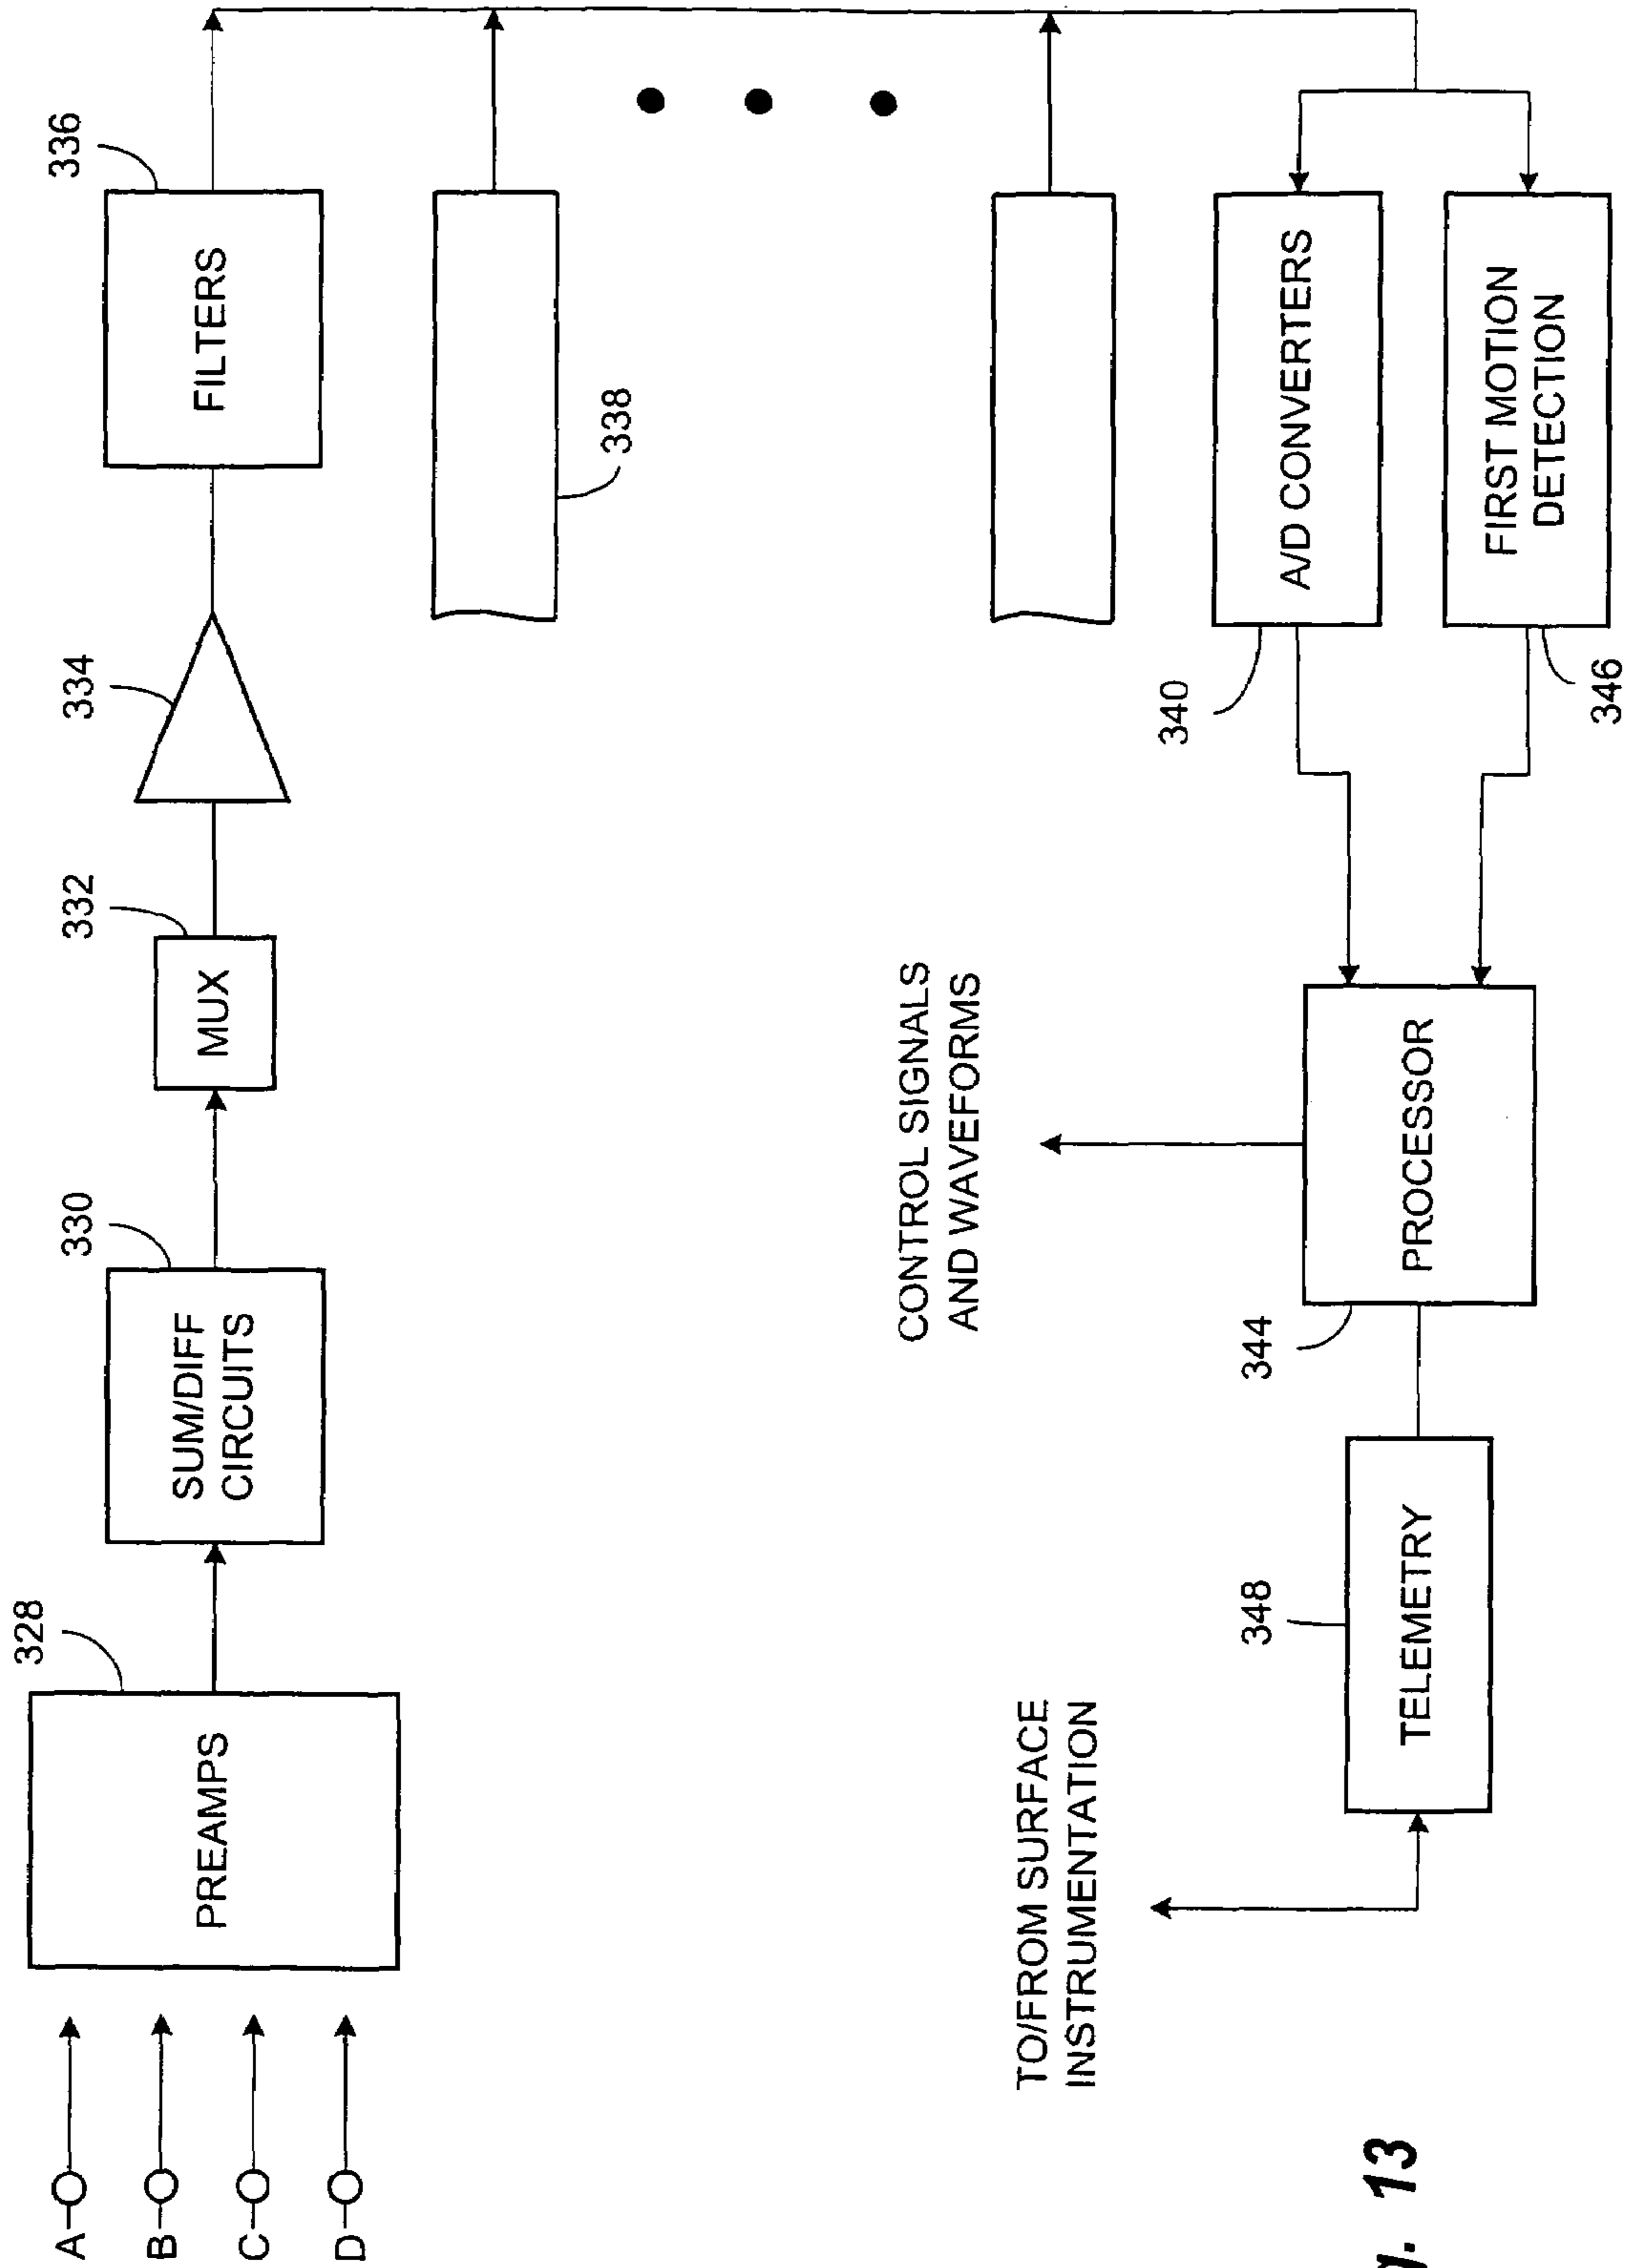 A
B
C
D
328
PREAMPS
330
SUM/DIFF
CIRCUITS
332
MUX
334
336
FILTERS
338
340
A/D CONVERTERS
346
FIRST MOTION
DETECTION
CONTROL SIGNALS
AND WAVEFORMS
344
PROCESSOR
348
TELEMETRY
TO/FROM SURFACE
INSTRUMENTATION
13